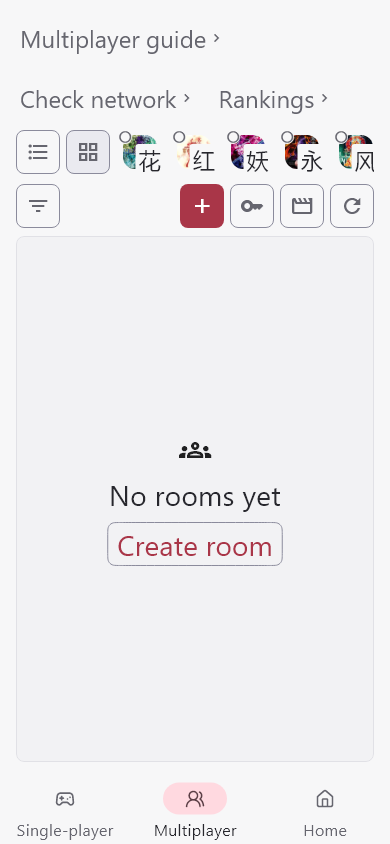 Multiplayer guide
Check network Rankings
花 红 妖 永 风
No rooms yet
Create room
Single-player Multiplayer Home